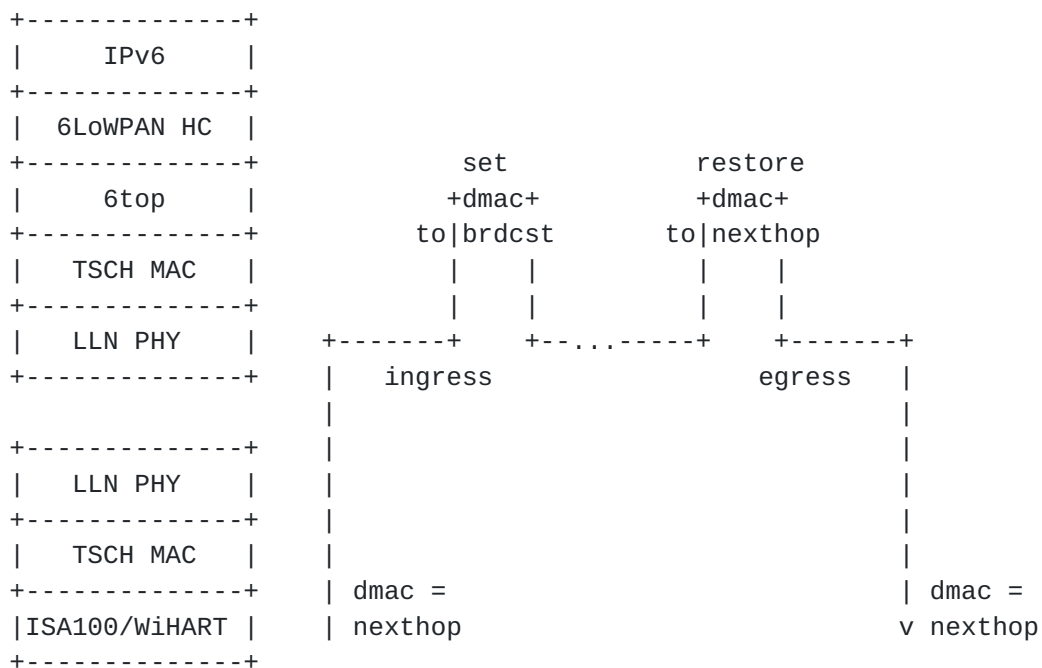 +--------------+
|     IPv6     |
+--------------+
|  6LoWPAN HC  |
+--------------+             set            restore
|     6top     |            +dmac+          +dmac+
+--------------+          to|brdcst       to|nexthop
|   TSCH MAC   |            |    |          |    |
+--------------+            |    |          |    |
|   LLN PHY    |    +-------+    +--...-----+    +-------+
+--------------+    |   ingress                 egress   |
                    |                                    |
+--------------+    |                                    |
|   LLN PHY    |    |                                    |
+--------------+    |                                    |
|   TSCH MAC   |    |                                    |
+--------------+    | dmac =                             | dmac =
|ISA100/WiHART |    | nexthop                            v nexthop
+--------------+